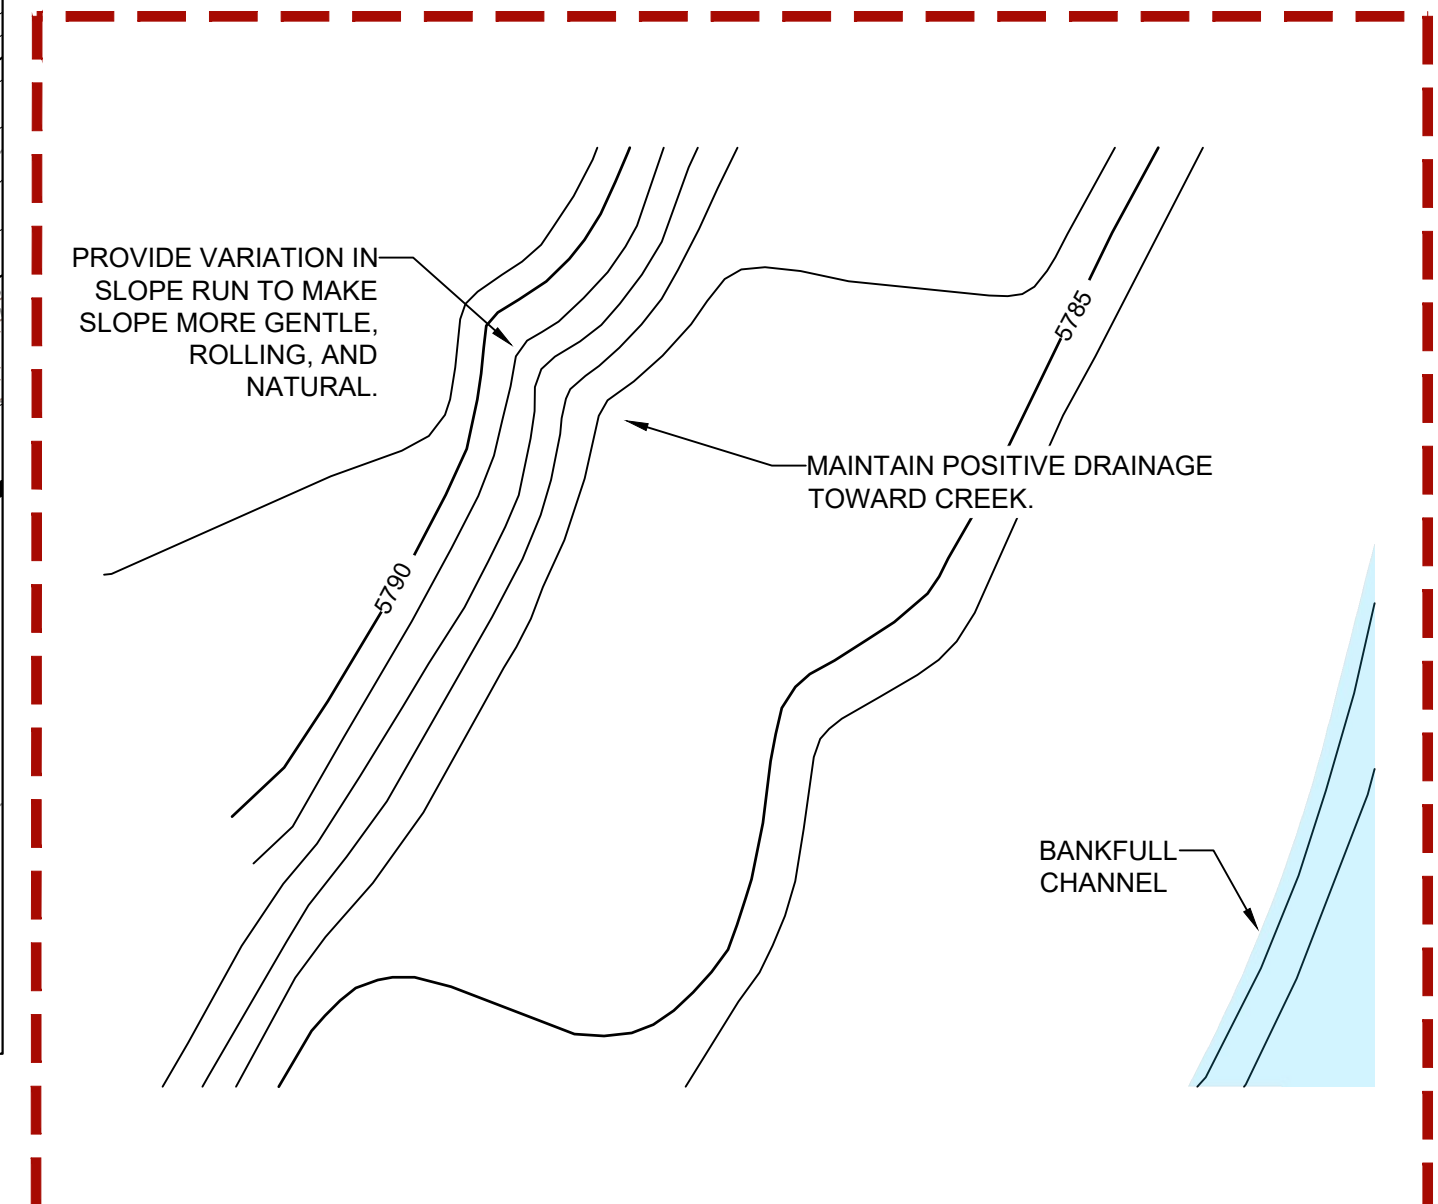 PROVIDE VARIATION IN
SLOPE RUN TO MAKE
SLOPE MORE GENTLE,
ROLLING, AND
NATURAL.
5785
MAINTAIN POSITIVE DRAINAGE
TOWARD CREEK.
5790
BANKFULL
CHANNEL